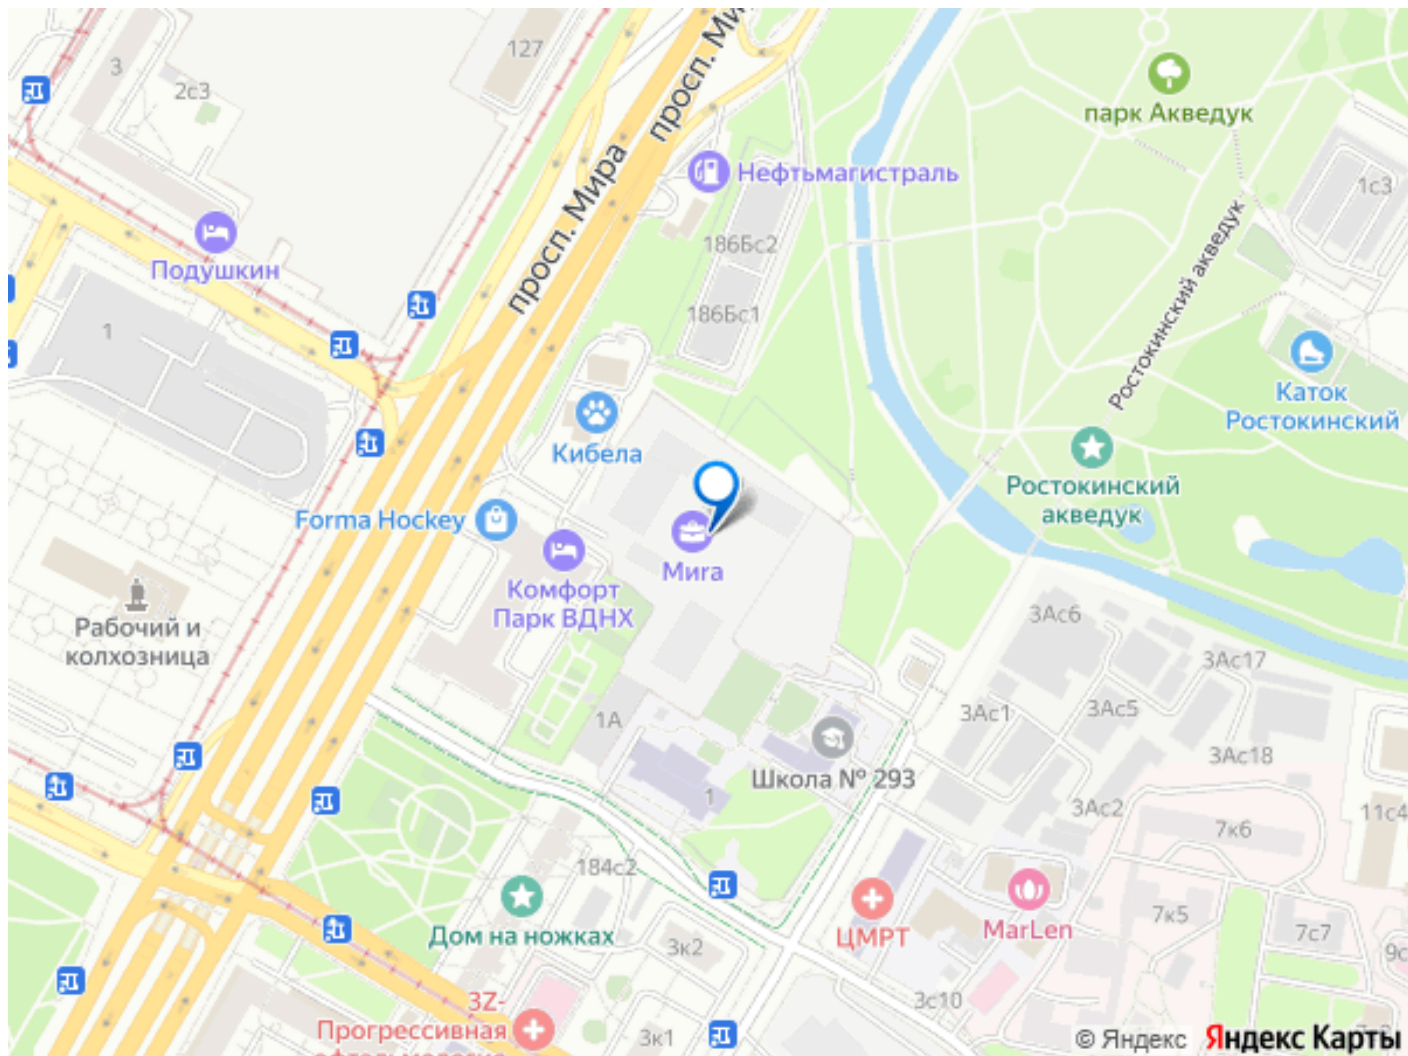 127
просп. Мира
3
2с3
парк Акведук
просп. Мира
Нефтьмагистраль
1с3
186Бс2
Подушкин
Ростокинский акведук
186Бс1
1
Каток
Ростокинский
Кибела
Ростокинский
акведук
Forma Hockey
Мира
Комфорт
Парк ВДНХ
3Ас6
Рабочий и
колхозница
3Ас17
1А
3Ас1
3Ас5
3Ас18
Школа № 293
1
3Ас2
11с4
7к6
184с2
7к5
Дом на ножках
ЦМРТ
MarLen
7с7
3к2
9с
3Z-
Прогрессивная
3с10
3к1
© Яндекс
Яндекс Карты